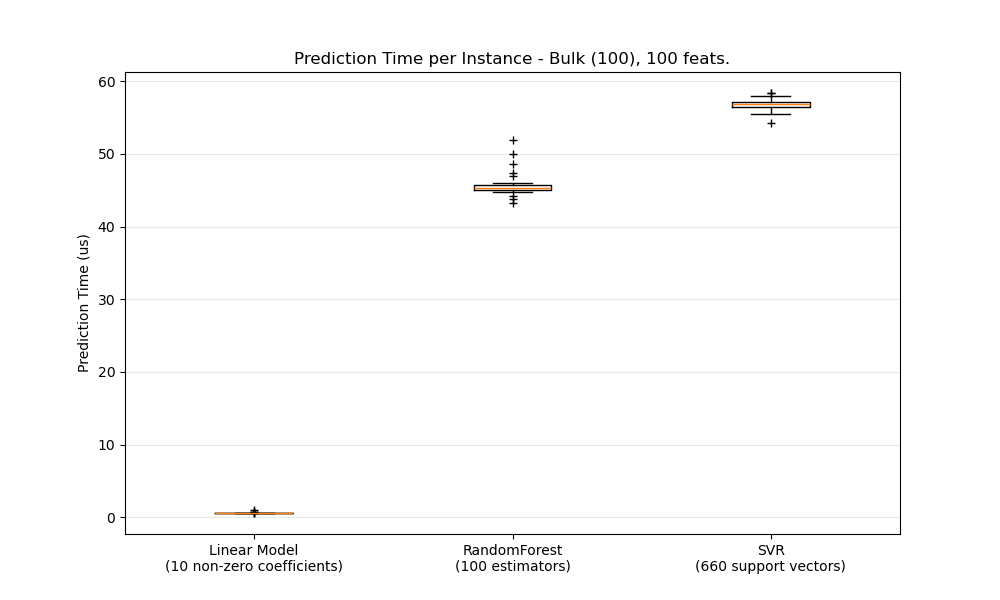 Prediction Time per Instance - Bulk (100), 100 feats.
Prediction Time (us)
60
50
40
30
20
10
0
Linear Model
(10 non-zero coefficients)
RandomForest
(100 estimators)
SVR
(660 support vectors)